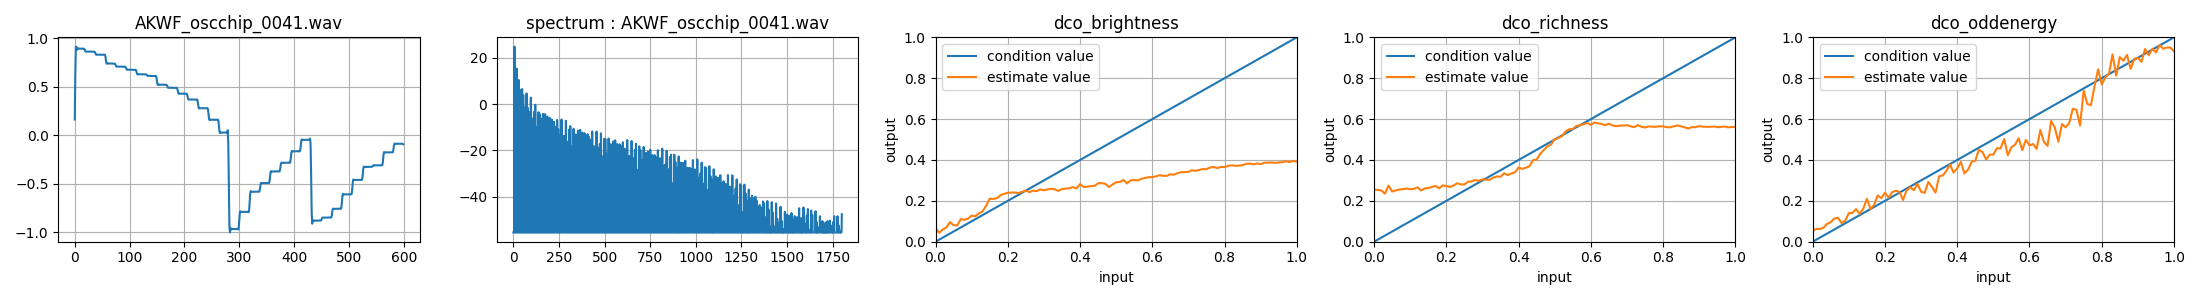 AKWF_oscchip_0041.wav
1.0
0.5
0.0
−0.5
−1.0
0 100 200 300 400 500 600
spectrum : AKWF_oscchip_0041.wav
20
0
−20
−40
0 250 500 750 1000 1250 1500 1750
dco_brightness
condition value
estimate value
output
1.0
0.8
0.6
0.4
0.2
0.0
0.0 0.2 0.4 0.6 0.8 1.0
input
dco_richness
condition value
estimate value
output
1.0
0.8
0.6
0.4
0.2
0.0
0.0 0.2 0.4 0.6 0.8 1.0
input
dco_oddenergy
condition value
estimate value
output
1.0
0.8
0.6
0.4
0.2
0.0
0.0 0.2 0.4 0.6 0.8 1.0
input